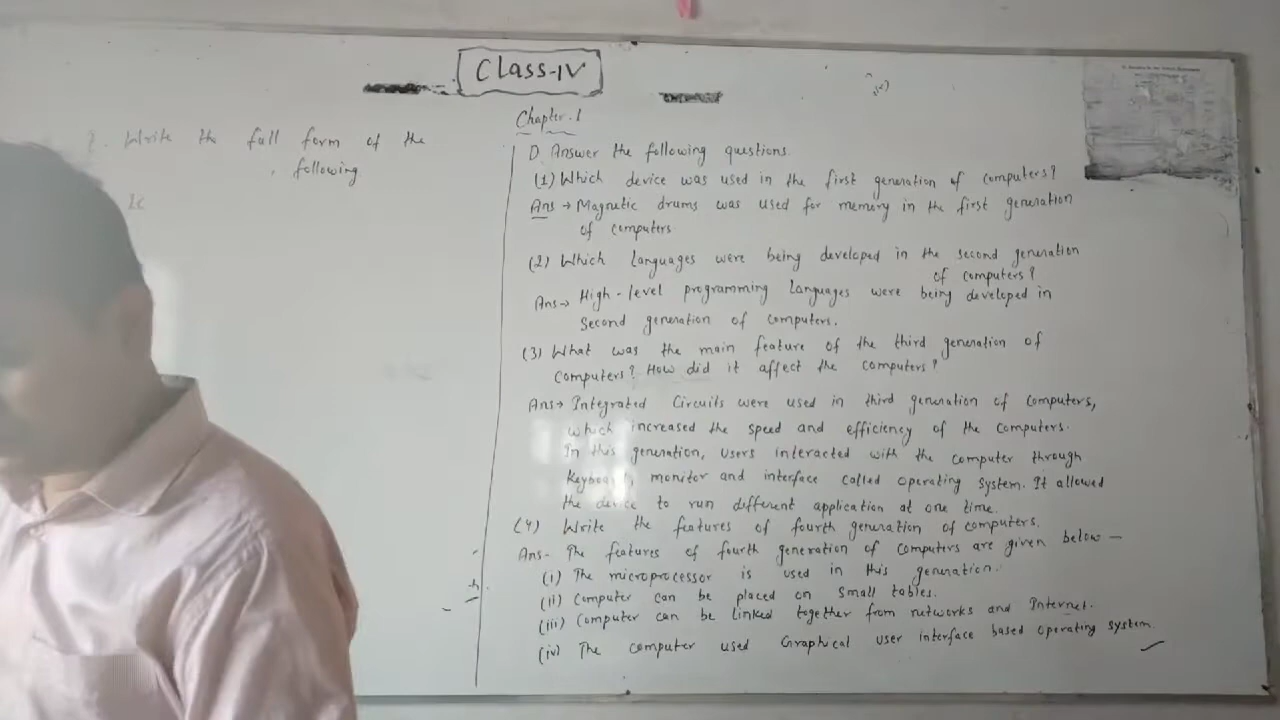 Class-IV
?. Write the full form of the
following
Chapter.1
D. Answer the following questions.
(1) Which device was used in the first generation of computers?
Ans → Magnetic drums was used for memory in the first generation
of computers
(2) Which languages were being developed in the second generation
of computers?
Ans → High-level programming languages were being developed in
second generation of computers.
(3) What was the main feature of the third generation of
computers? How did it affect the computers?
Ans → Integrated Circuits were used in third generation of computers,
which increased the speed and efficiency of the computers.
In this generation, users interacted with the computer through
keyboard, monitor and interface called operating system. It allowed
the device to run different application at one time.
(4) Write the features of fourth generation of computers.
Ans- The features of fourth generation of computers are given below —
(i) The microprocessor is used in this generation.
(ii) Computer can be placed on small tables.
(iii) Computer can be linked together from networks and Internet.
(iv) The computer used Graphical user interface based operating system.